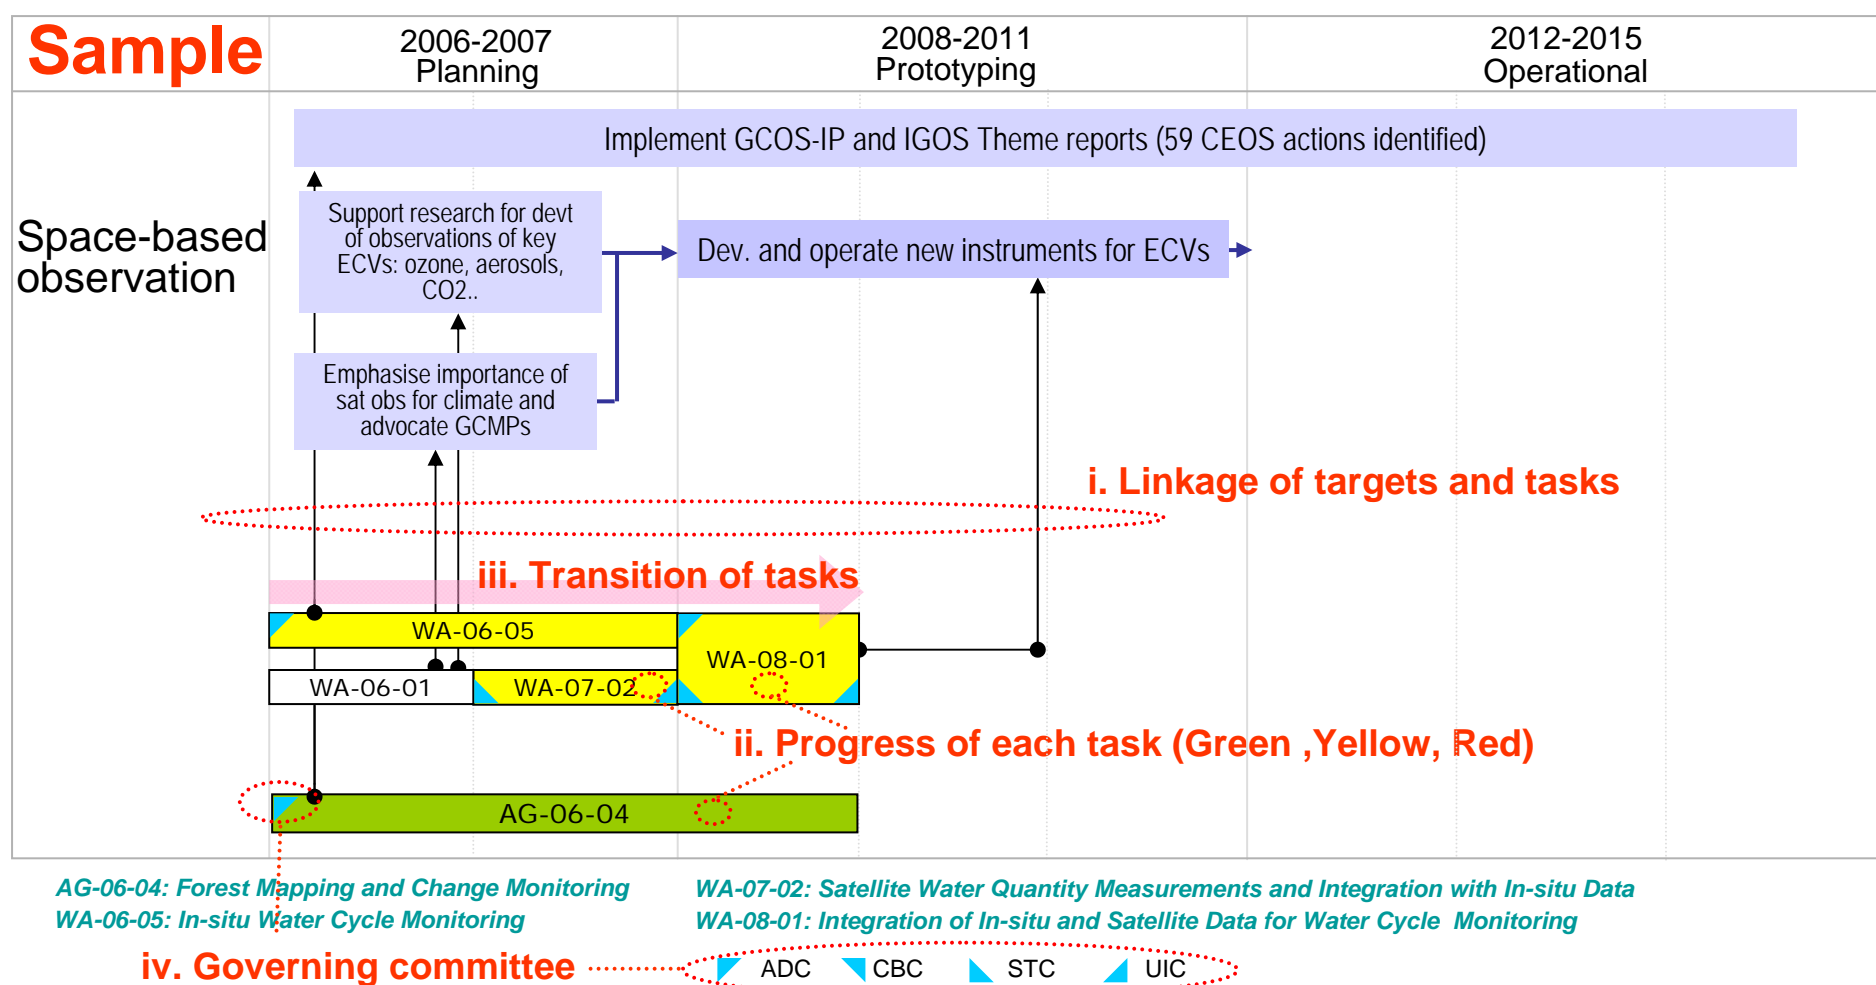 Sample
2006-2007
Planning
2008-2011
Prototyping
2012-2015
Operational
Implement GCOS-IP and IGOS Theme reports (59 CEOS actions identified)
Space-based
observation
Support research for devt
of observations of key
ECVs: ozone, aerosols,
CO2..
Dev. and operate new instruments for ECVs
Emphasise importance of
sat obs for climate and
advocate GCMPs
i. Linkage of targets and tasks
iii. Transition of tasks
WA-06-05
WA-08-01
WA-06-01
WA-07-02
ii. Progress of each task (Green ,Yellow, Red)
AG-06-04
AG-06-04: Forest Mapping and Change Monitoring
WA-06-05: In-situ Water Cycle Monitoring
WA-07-02: Satellite Water Quantity Measurements and Integration with In-situ Data
WA-08-01: Integration of In-situ and Satellite Data for Water Cycle  Monitoring
iv. Governing committee
ADC
CBC
STC
UIC